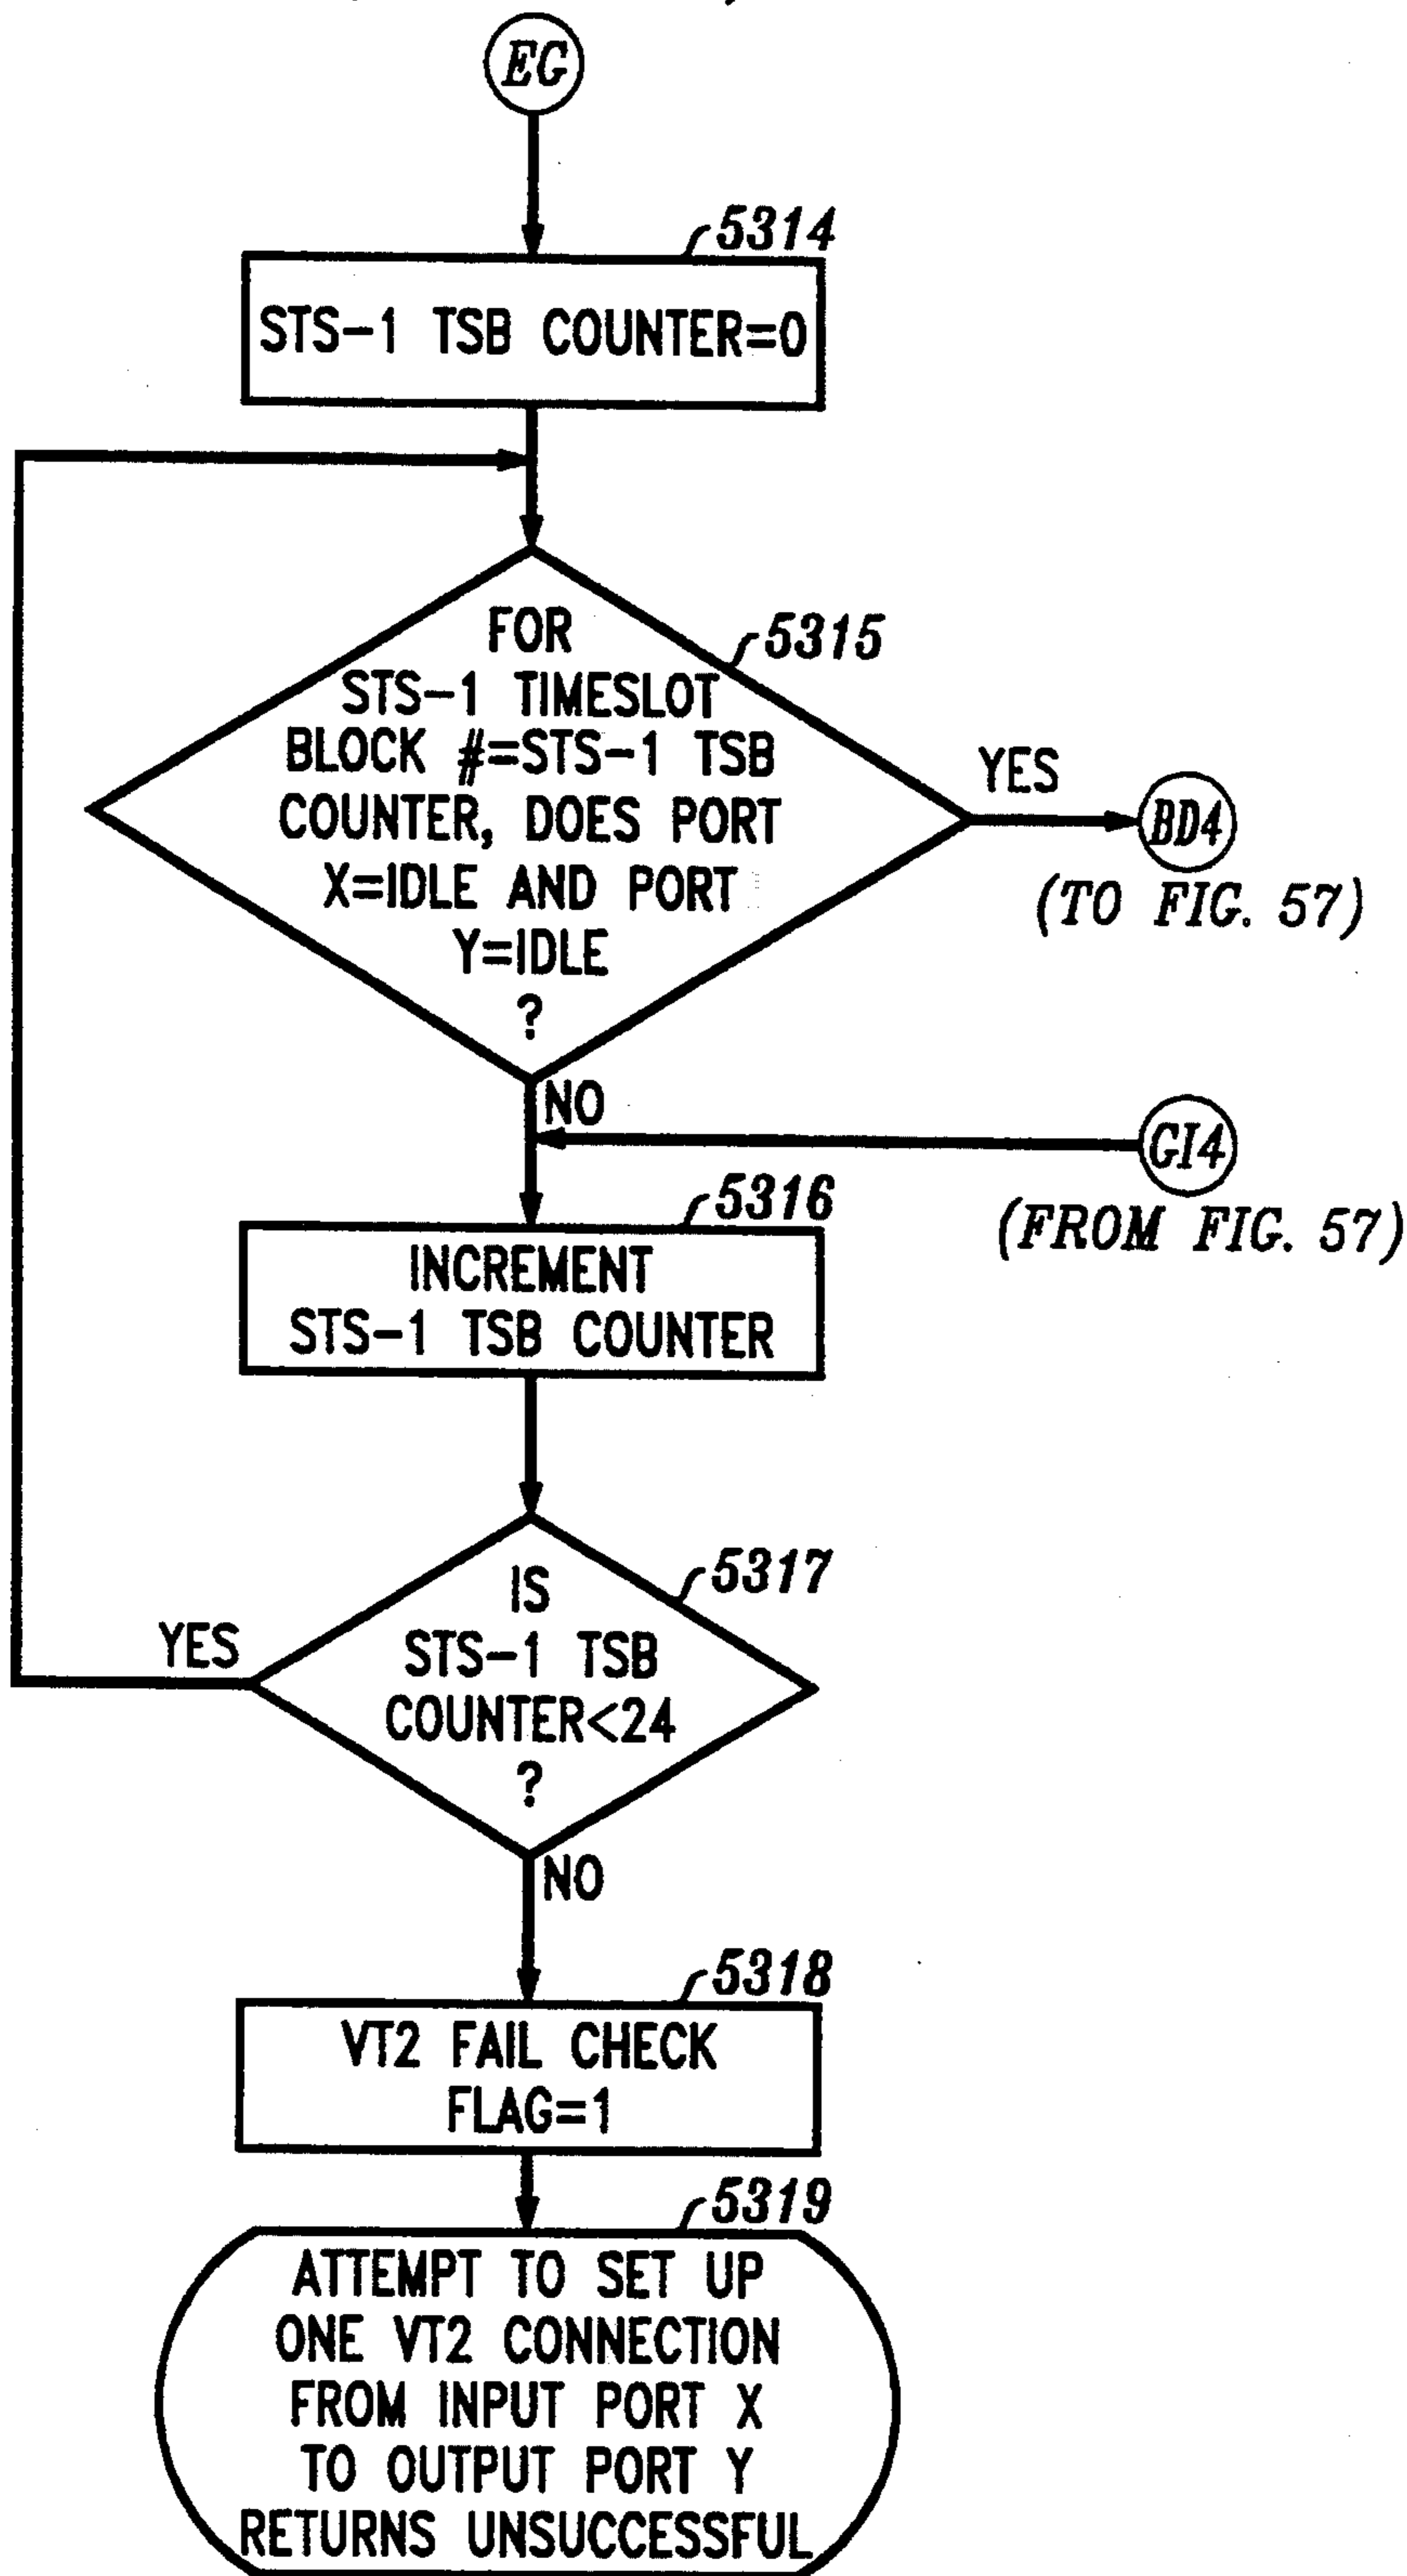 EG
5314
STS-1 TSB COUNTER=0
5315
FOR
STS-1 TIMESLOT
BLOCK #=STS-1 TSB
COUNTER, DOES PORT
X=IDLE AND PORT
Y=IDLE
?
YES
BD4
(TO FIG. 57)
NO
GI4
(FROM FIG. 57)
5316
INCREMENT
STS-1 TSB COUNTER
5317
IS
STS-1 TSB
COUNTER<24
?
YES
NO
5318
VT2 FAIL CHECK
FLAG=1
5319
ATTEMPT TO SET UP
ONE VT2 CONNECTION
FROM INPUT PORT X
TO OUTPUT PORT Y
RETURNS UNSUCCESSFUL